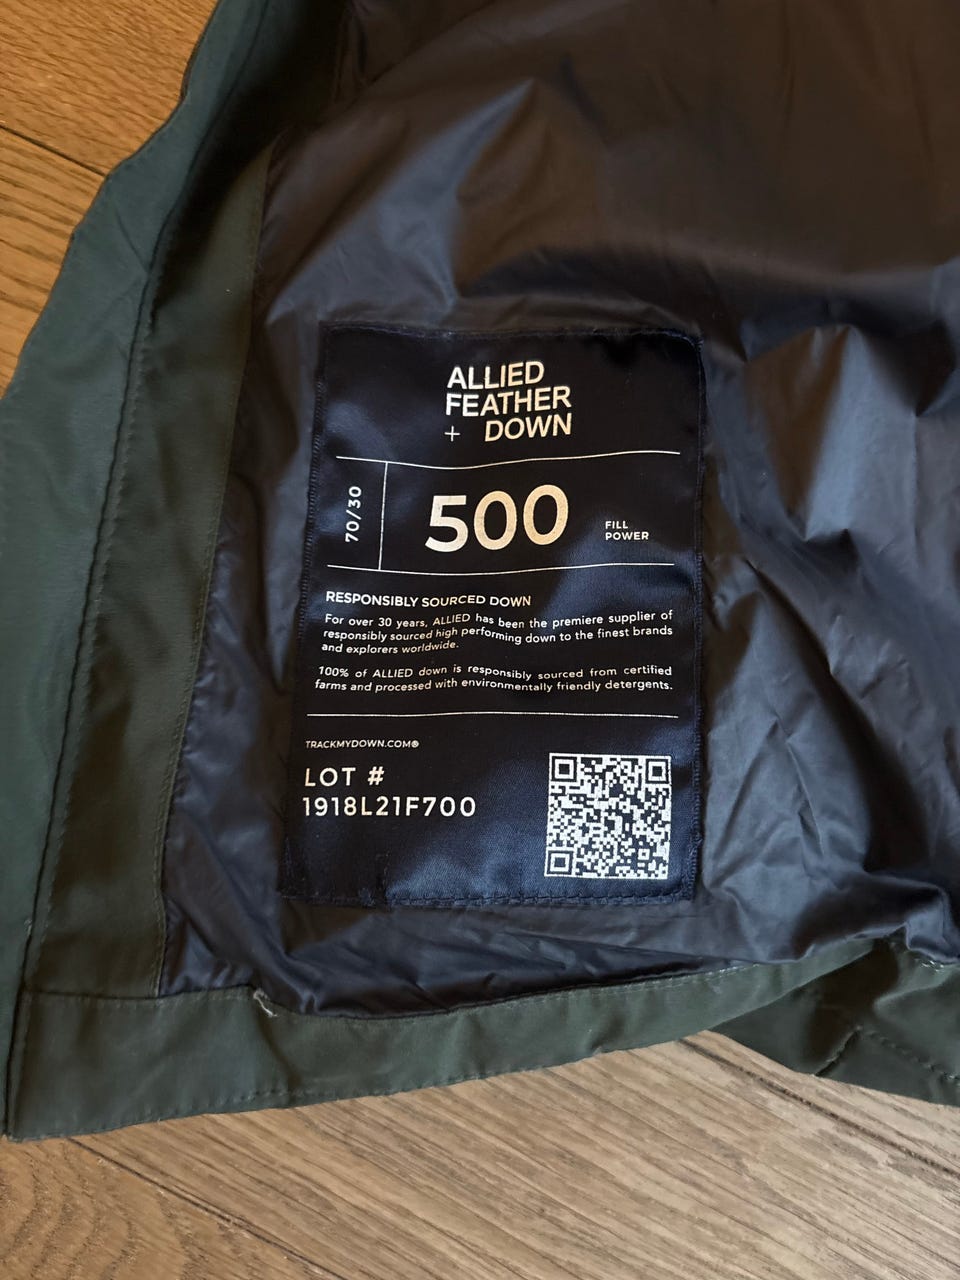 ALLIED
FEATHER
+ DOWN
70/30
500
FILL
POWER
RESPONSIBLY SOURCED DOWN
For over 30 years, ALLIED has been the premiere supplier of
responsibly sourced high performing down to the finest brands
and explorers worldwide.
100% of ALLIED down is responsibly sourced from certified
farms and processed with environmentally friendly detergents.
TRACKMYDOWN.COM®
LOT #
1918L21F700